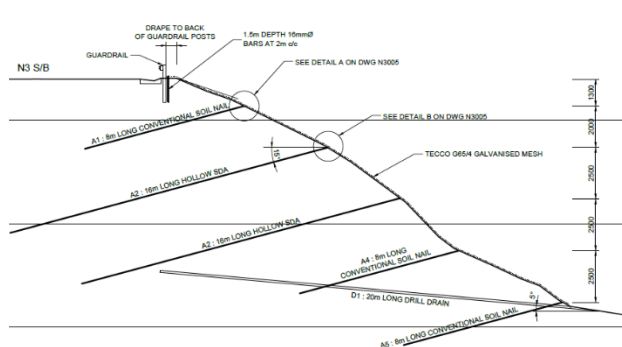 DRAPE TO BACK
OF GUARDRAIL POSTS
1.5m DEPTH 16mmØ
BARS AT 2m c/c
GUARDRAIL
N3 S/B
SEE DETAIL A ON DWG N3005
1300
A1 : 8m LONG CONVENTIONAL SOIL NAIL
SEE DETAIL B ON DWG N3005
2000
15°
TECCO G65/4 GALVANISED MESH
2500
A2 : 16m LONG HOLLOW SDA
2500
A2 : 16m LONG HOLLOW SDA
A4 : 8m LONG
CONVENTIONAL SOIL NAIL
2500
D1 : 20m LONG DRILL DRAIN
5°
A5 : 8m LONG CONVENTIONAL SOIL NAIL